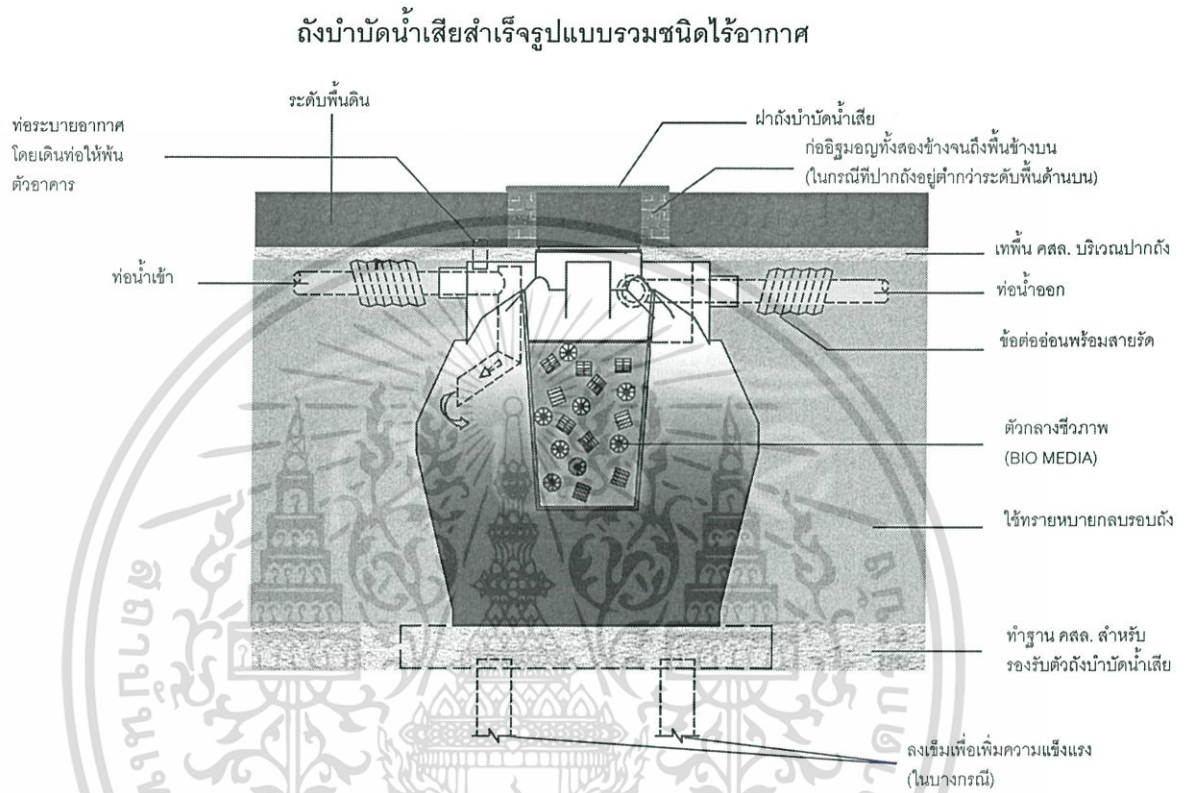 ถังบำบัดน้ำเสียสำเร็จรูปแบบรวมชนิดไร้อากาศ
ระดับพื้นดิน
ท่อระบายอากาศ
โดยเดินท่อให้พ้น
ตัวอาคาร
ฝาถังบำบัดน้ำเสีย
ก่ออิฐมอญทั้งสองข้างจนถึงพื้นข้างบน
(ในกรณีที่ปากถังอยู่ต่ำกว่าระดับพื้นด้านบน)
เทพื้น คสล. บริเวณปากถัง
ท่อน้ำเข้า
ท่อน้ำออก
ข้อต่ออ่อนพร้อมสายรัด
ตัวกลางชีวภาพ
(BIO MEDIA)
ใช้ทรายหยาบกลบรอบถัง
ทำฐาน คสล. สำหรับ
รองรับตัวถังบำบัดน้ำเสีย
ลงเข็มเพื่อเพิ่มความแข็งแรง
(ในบางกรณี)